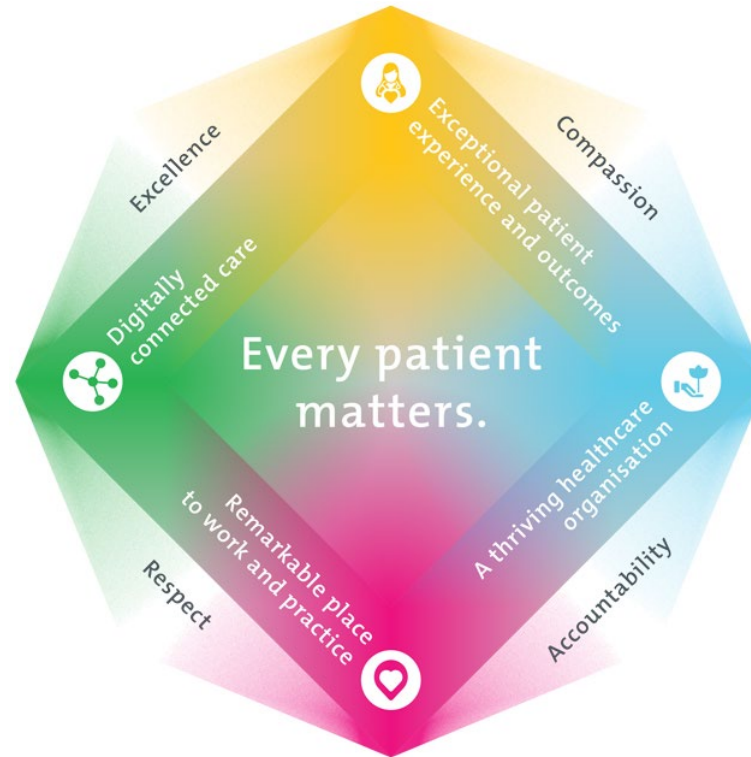 Excellence
Compassion
Exceptional patient
experience and outcomes
Digitally
connected care
Every patient
matters.
A thriving healthcare
organisation
Remarkable place
to work and practice
Respect
Accountability